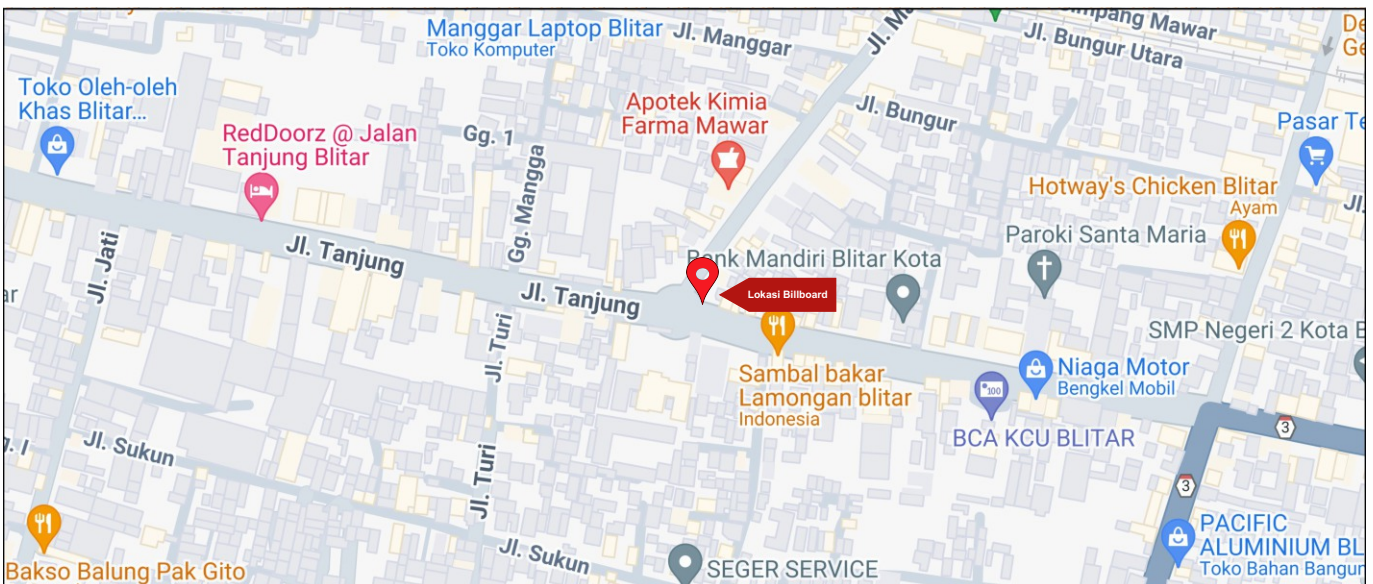 Manggar Laptop Blitar
Toko Komputer
Jl. Manggar
Mawar
Jl. Bungur Utara
Toko Oleh-oleh
Khas Blitar...
RedDoorz @ Jalan
Tanjung Blitar
Gg. 1
Gg. Mangga
Apotek Kimia
Farma Mawar
Jl. Bungur
Hotway's Chicken Blitar
Ayam
Paroki Santa Maria
Bank Mandiri Blitar Kota
Jl. Jati
Jl. Tanjung
Jl. Tanjung
Lokasi Billboard
Jl. Turi
SMP Negeri 2 Kota B
Sambal bakar
Lamongan blitar
Indonesia
Niaga Motor
Bengkel Mobil
100
BCA KCU BLITAR
3
3
Jl. Sukun
Jl. Turi
Jl. Sukun
Bakso Balung Pak Gito
SEGER SERVICE
PACIFIC
ALUMINIUM BL
Toko Bahan Bangun